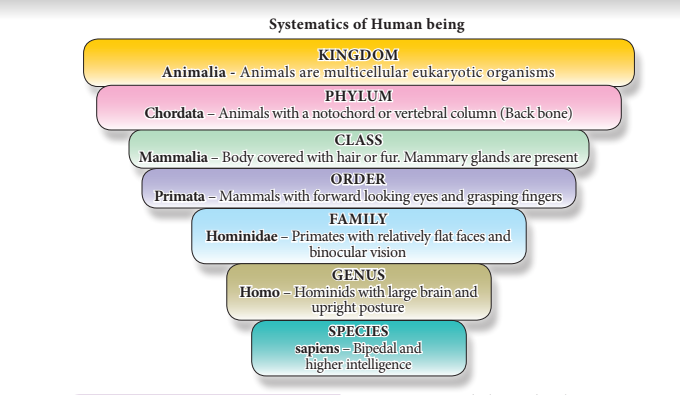 Systematics of Human being
KINGDOM
Animalia - Animals are multicellular eukaryotic organisms
PHYLUM
Chordata – Animals with a notochord or vertebral column (Back bone)
CLASS
Mammalia – Body covered with hair or fur. Mammary glands are present
ORDER
Primata – Mammals with forward looking eyes and grasping fingers
FAMILY
Hominidae – Primates with relatively flat faces and
binocular vision
GENUS
Homo – Hominids with large brain and
upright posture
SPECIES
sapiens – Bipedal and
higher intelligence